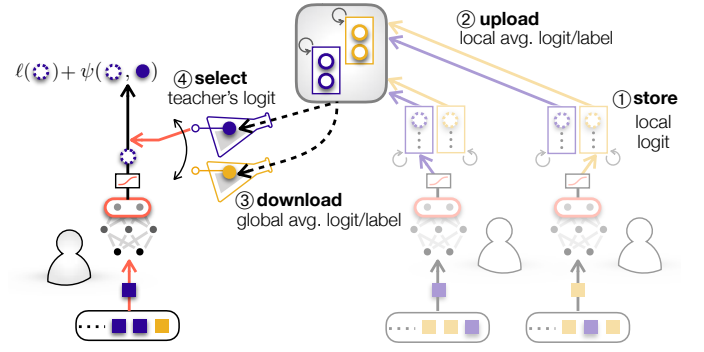 ② upload
local avg. logit/label
ℓ( ) + ψ( , )
④ select
teacher's logit
① store
local
logit
③ download
global avg. logit/label